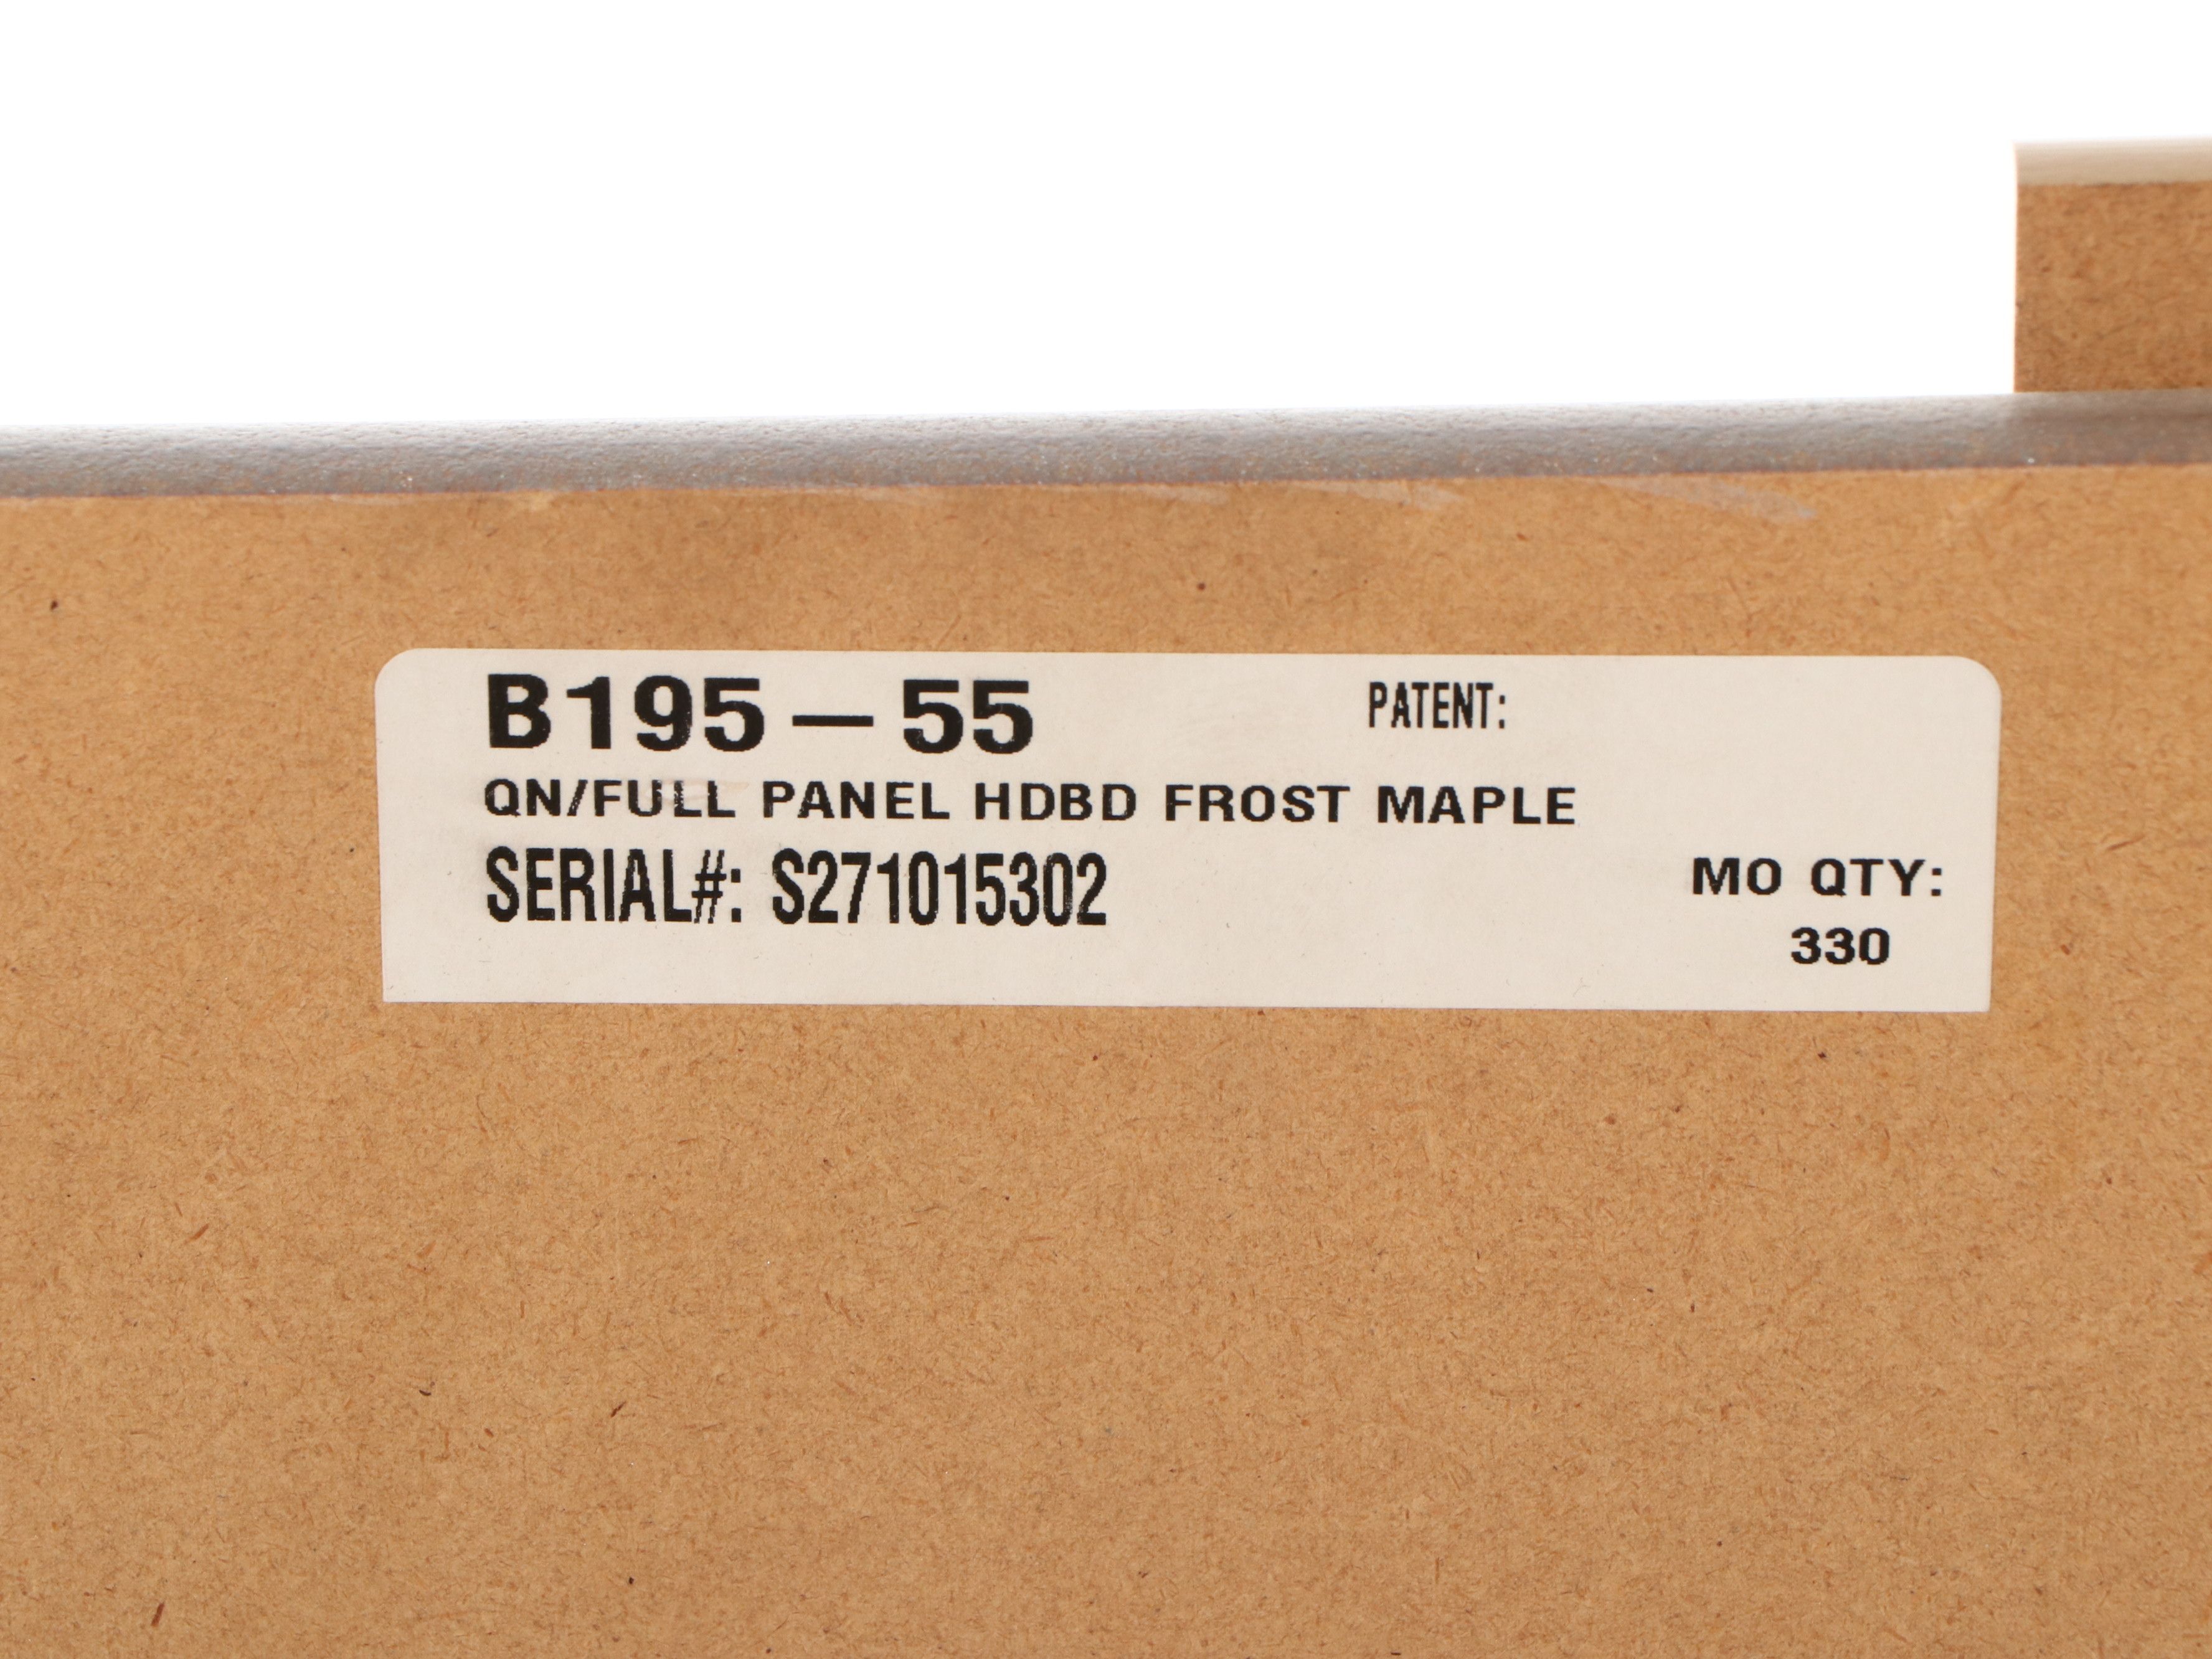 B195-55
PATENT:
QN/FULL PANEL HDBD FROST MAPLE
SERIAL#: S271015302
MO QTY:
330